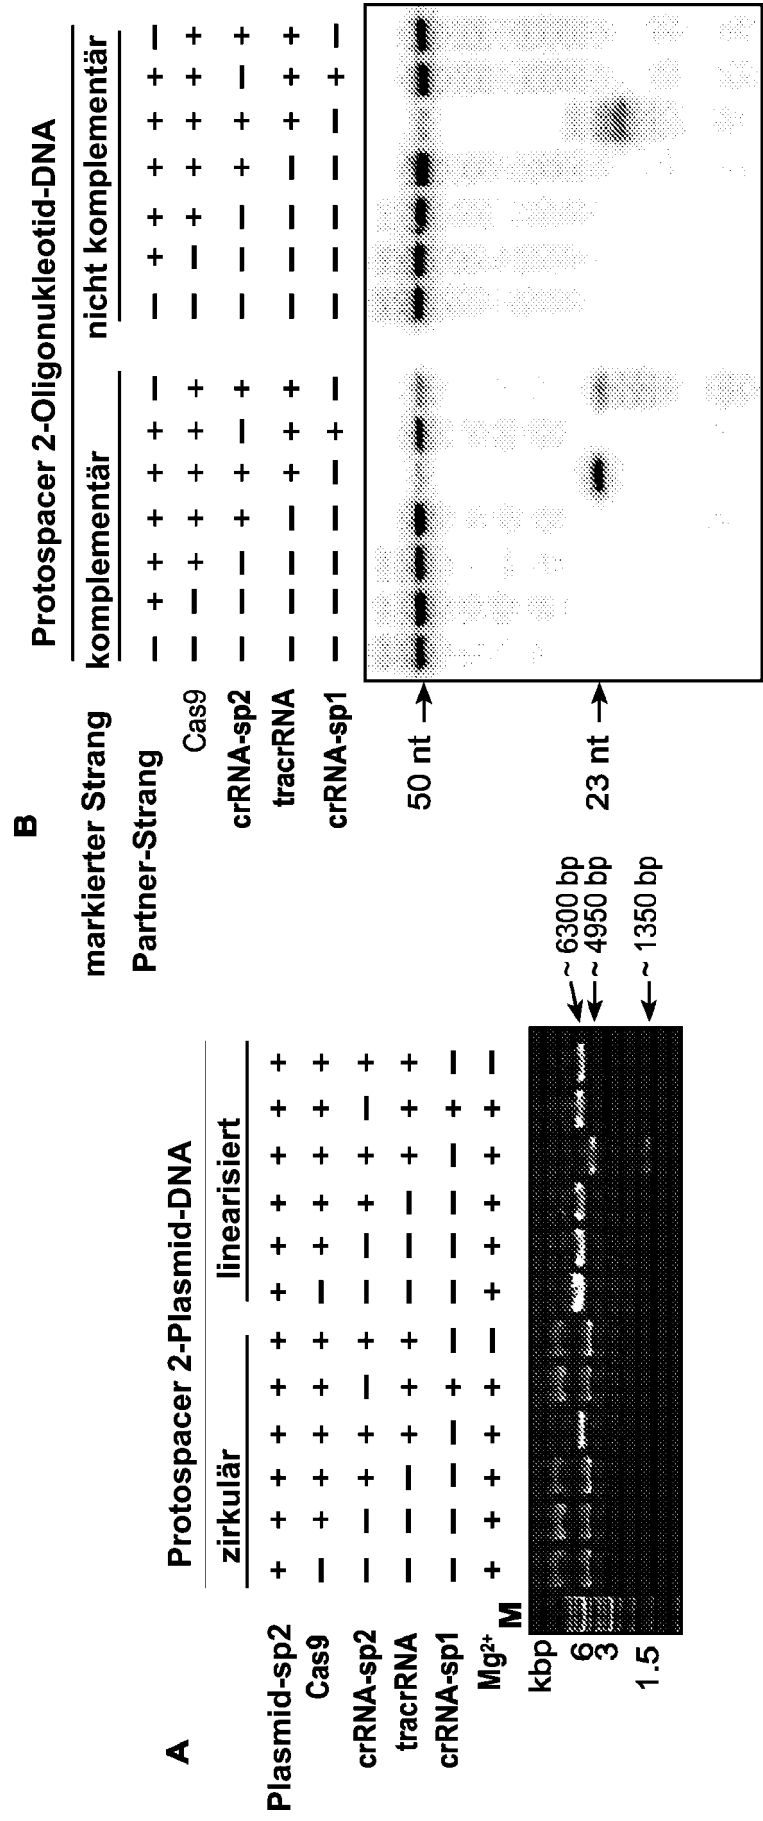 A
Protospacer 2-Plasmid-DNA
zirkulär linearisiert
Plasmid-sp2 + + + + + + + + + + + +
Cas9 − + + + + + − + + + + +
crRNA-sp2 − − + + − + − − + + − +
tracrRNA − − − + + + − − − + + +
crRNA-sp1 − − − − + − − − − − + −
Mg²⁺ + + + + + − + + + + + −
M
kbp
6
3
1.5
~ 6300 bp
~ 4950 bp
~ 1350 bp
B
Protospacer 2-Oligonukleotid-DNA
markierter Strang komplementär nicht komplementär
Partner-Strang − + + + + + − − + + + + + −
Cas9 − − + + + + + − − + + + + +
crRNA-sp2 − − − + + − + − − − + + − +
tracrRNA − − − − + + + − − − − + + +
crRNA-sp1 − − − − − + − − − − − − + −
50 nt
23 nt